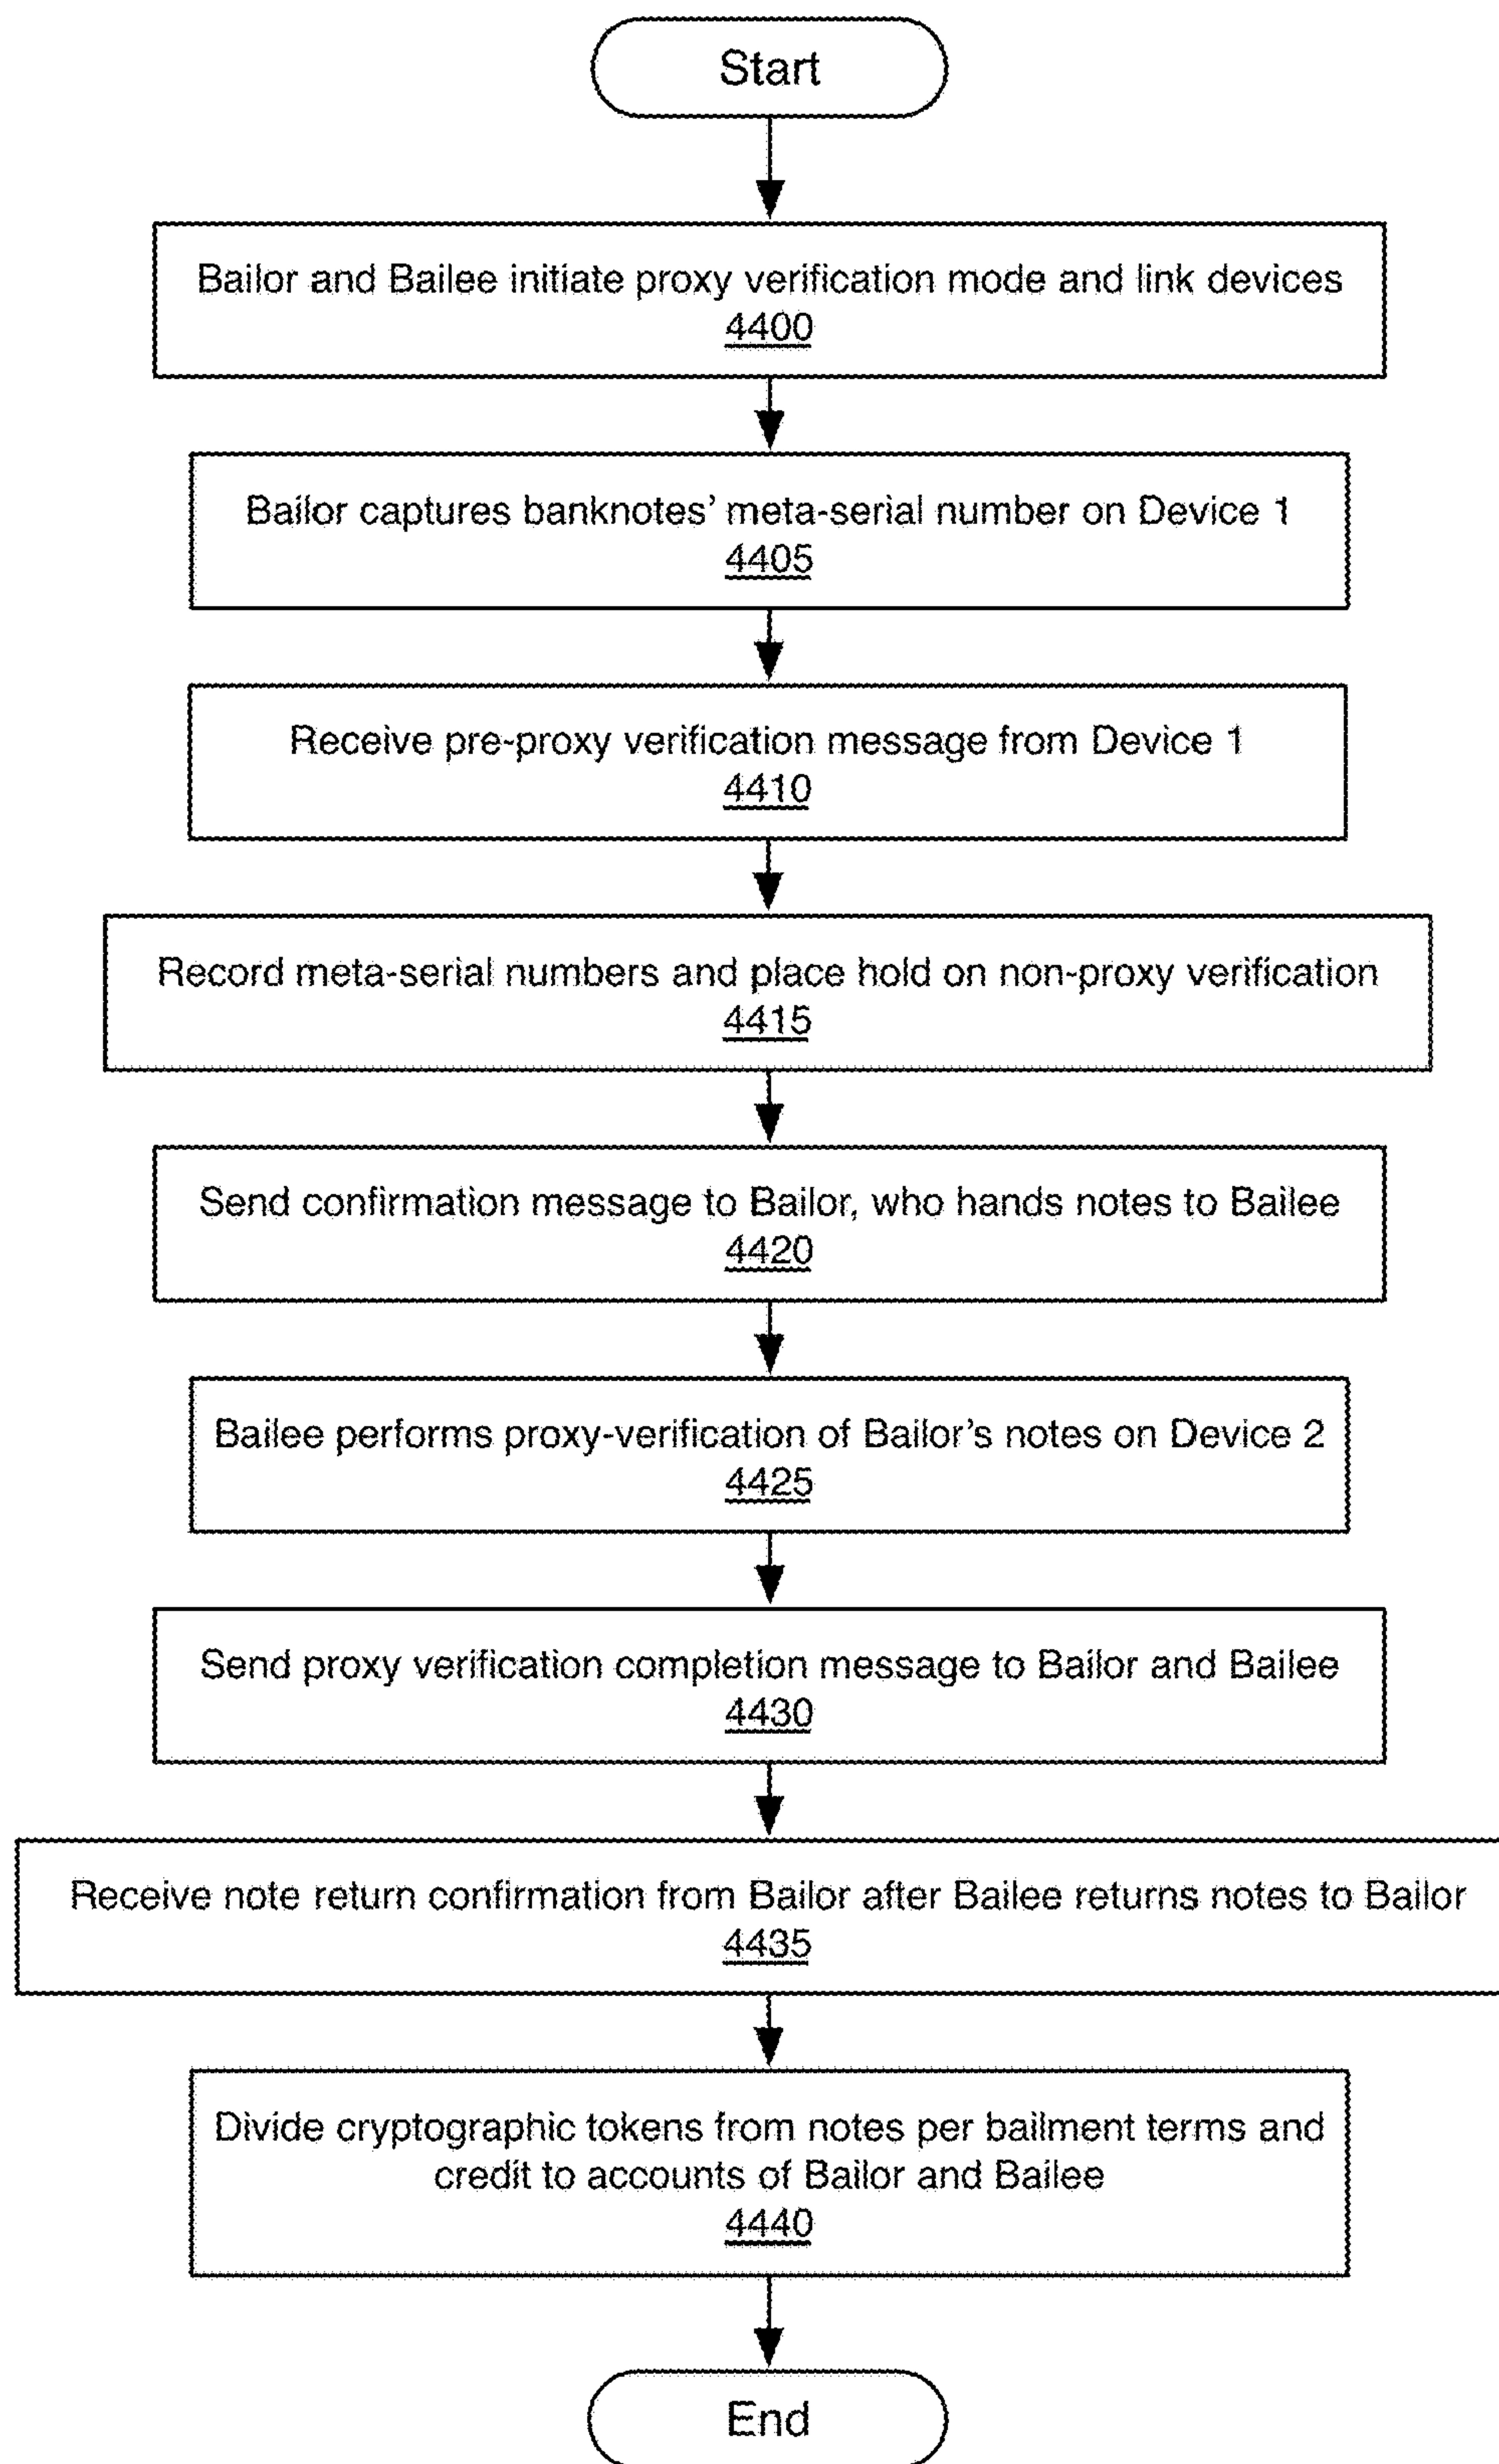 Start
Bailor and Bailee initiate proxy verification mode and link devices
4400
Bailor captures banknotes’ meta-serial number on Device 1
4405
Receive pre-proxy verification message from Device 1
4410
Record meta-serial numbers and place hold on non-proxy verification
4415
Send confirmation message to Bailor, who hands notes to Bailee
4420
Bailee performs proxy-verification of Bailor’s notes on Device 2
4425
Send proxy verification completion message to Bailor and Bailee
4430
Receive note return confirmation from Bailor after Bailee returns notes to Bailor
4435
Divide cryptographic tokens from notes per bailment terms and
credit to accounts of Bailor and Bailee
4440
End